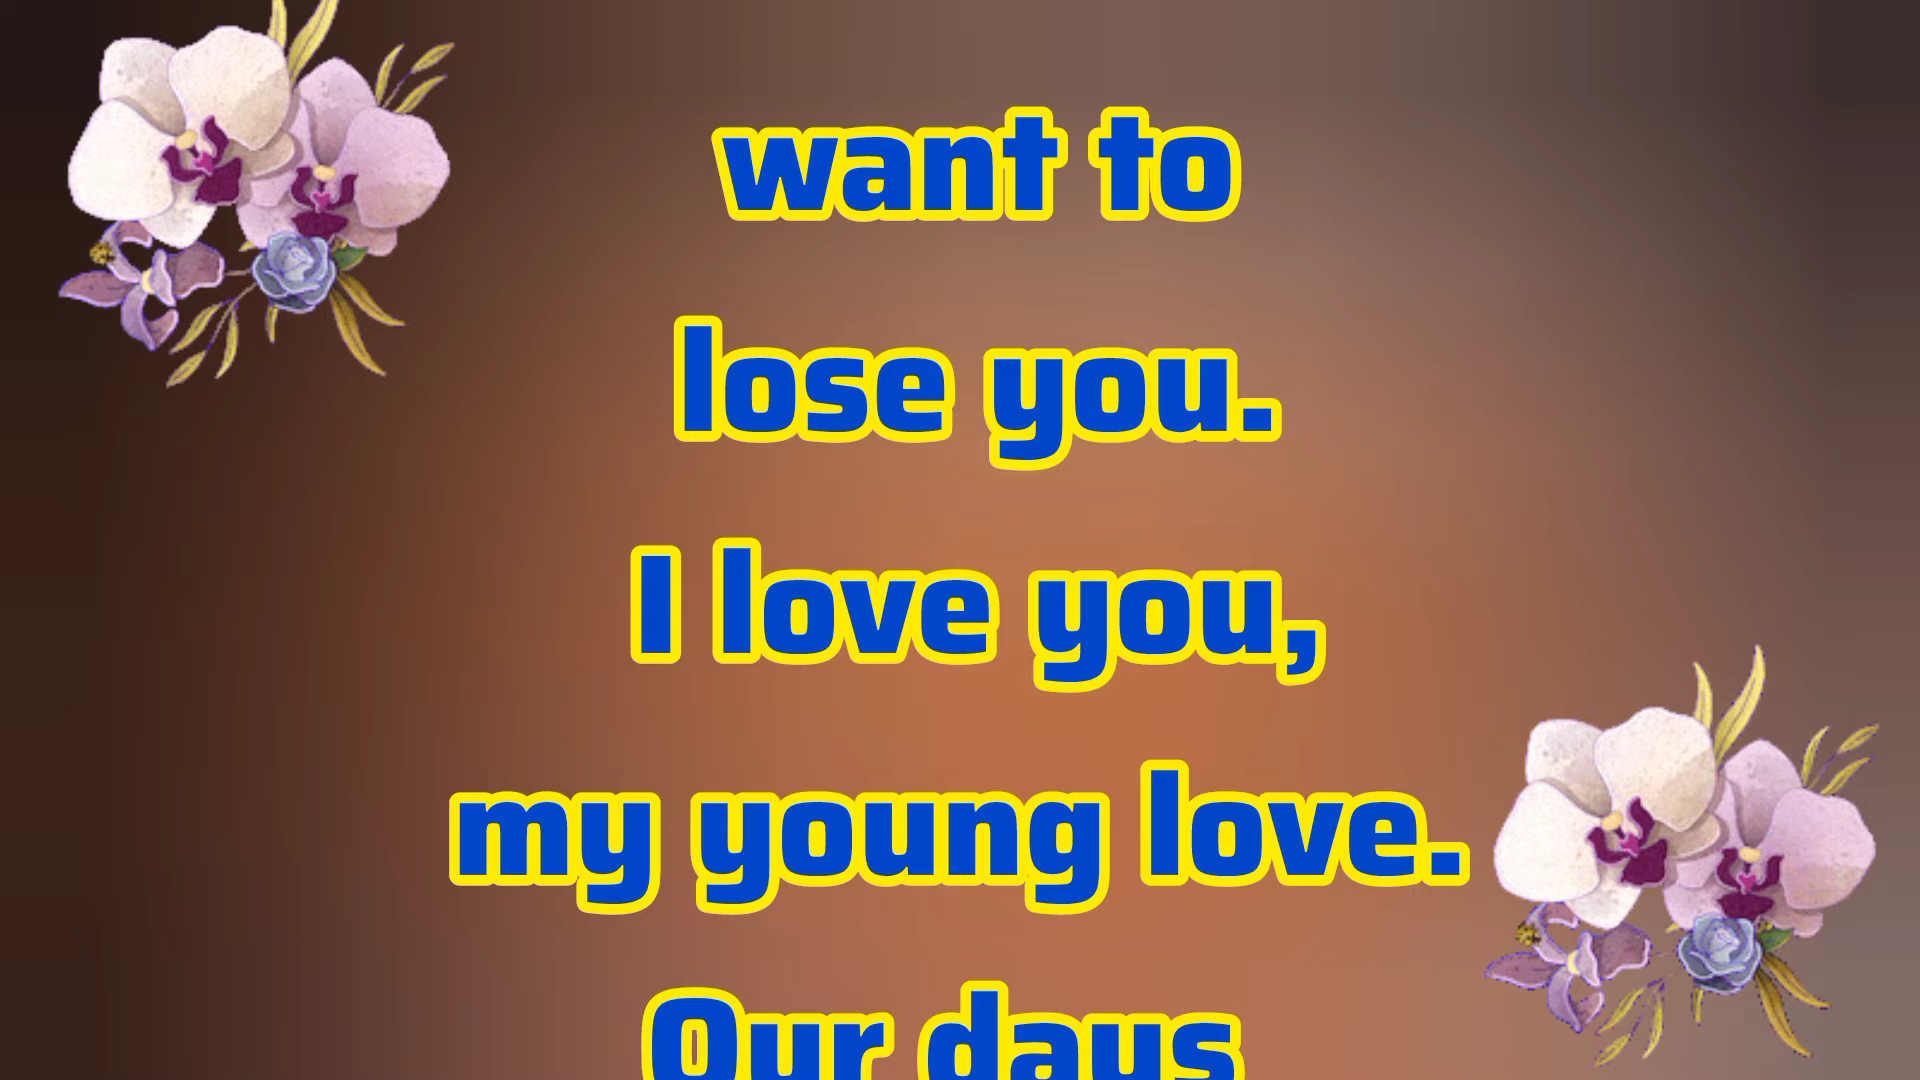 want to
lose you.
I love you,
my young love.
Our days